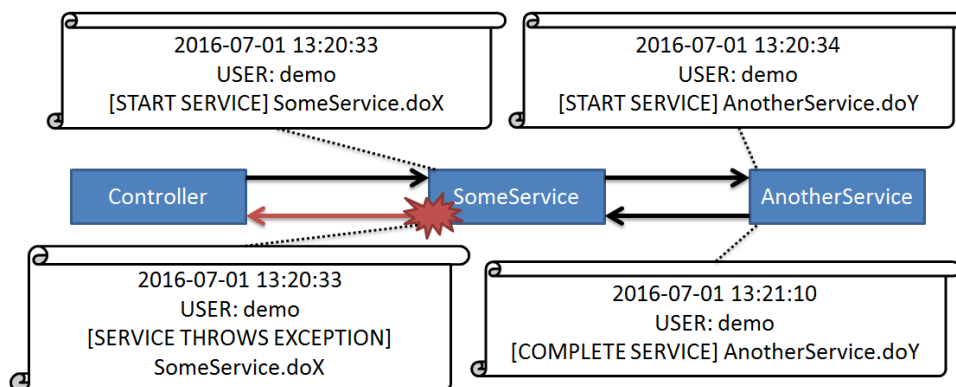 2016-07-01 13:20:33
USER: demo
[START SERVICE] SomeService.doX
2016-07-01 13:20:34
USER: demo
[START SERVICE] AnotherService.doY
Controller
SomeService
AnotherService
2016-07-01 13:20:33
USER: demo
[SERVICE THROWS EXCEPTION]
SomeService.doX
2016-07-01 13:21:10
USER: demo
[COMPLETE SERVICE] AnotherService.doY